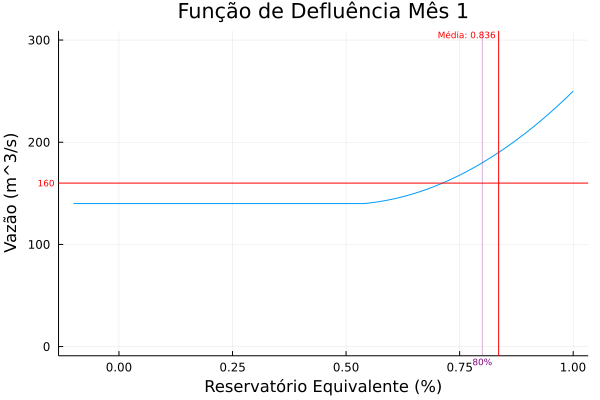 Função de Defluência Mês 1
Média: 0.836
300
200
160
100
0
Vazão (m^3/s)
0.00 0.25 0.50 0.75 80% 1.00
Reservatório Equivalente (%)